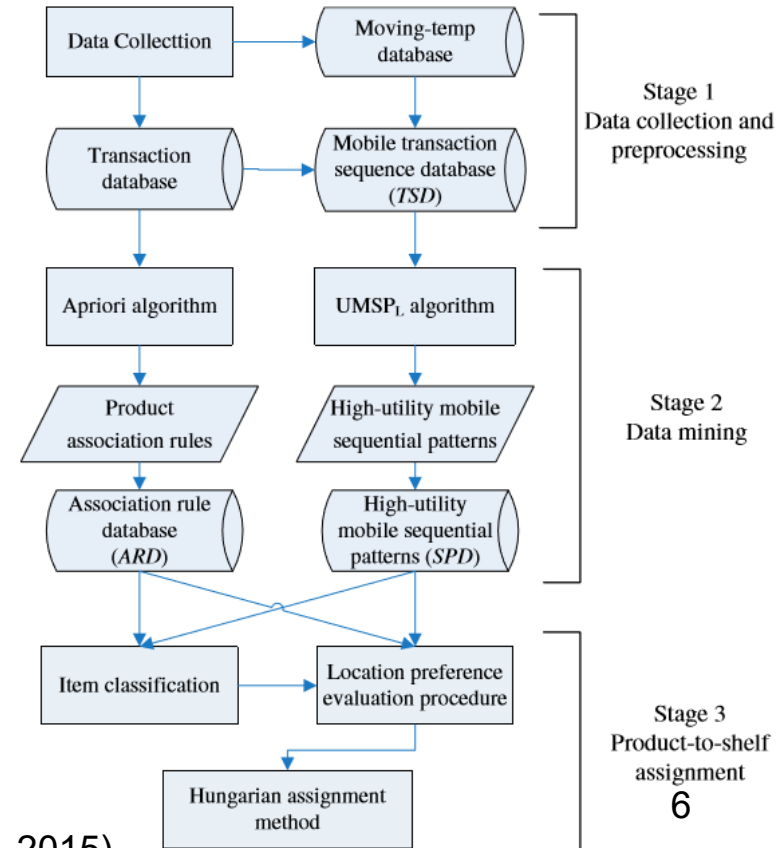 Data Collecttion
Moving-temp
database
Stage 1
Data collection and
preprocessing
Transaction
database
Mobile transaction
sequence database
(TSD)
Apriori algorithm
UMSPL algorithm
Product
association rules
High-utility mobile
sequential patterns
Stage 2
Data mining
Association rule
database
(ARD)
High-utility
mobile sequential
patterns (SPD)
Item classification
Location preference
evaluation procedure
Stage 3
Product-to-shelf
assignment
6
Hungarian assignment
method
2015)